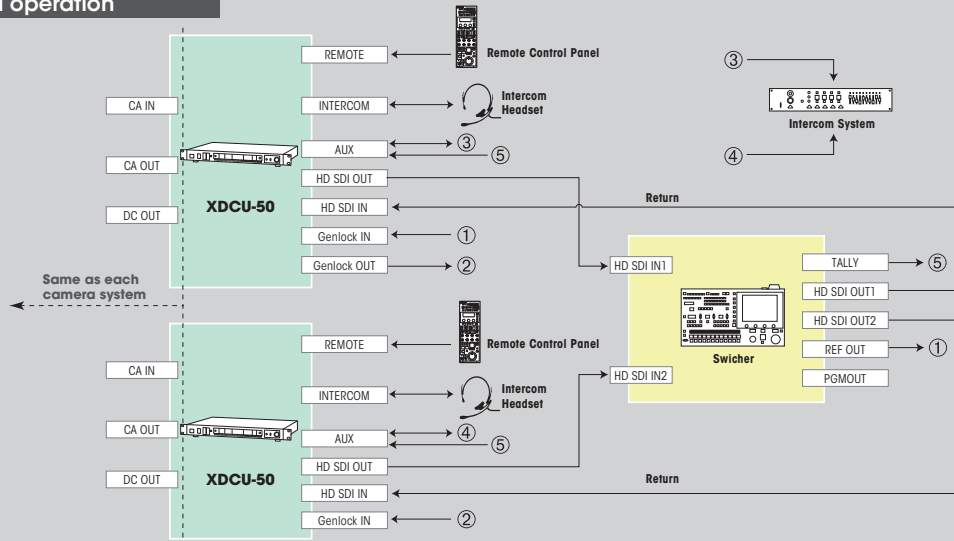 operation
REMOTE
Remote Control Panel
CA IN
INTERCOM
Intercom
Headset
AUX
③
⑤
CA OUT
HD SDI OUT
XDCU-50
HD SDI IN
Return
DC OUT
Genlock IN
①
Genlock OUT
②
Same as each
camera system
③
Intercom System
④
HD SDI IN1
TALLY
⑤
HD SDI OUT1
HD SDI OUT2
Swicher
REF OUT
①
HD SDI IN2
PGMOUT
REMOTE
Remote Control Panel
CA IN
INTERCOM
Intercom
Headset
AUX
④
⑤
CA OUT
HD SDI OUT
XDCU-50
HD SDI IN
Return
DC OUT
Genlock IN
②